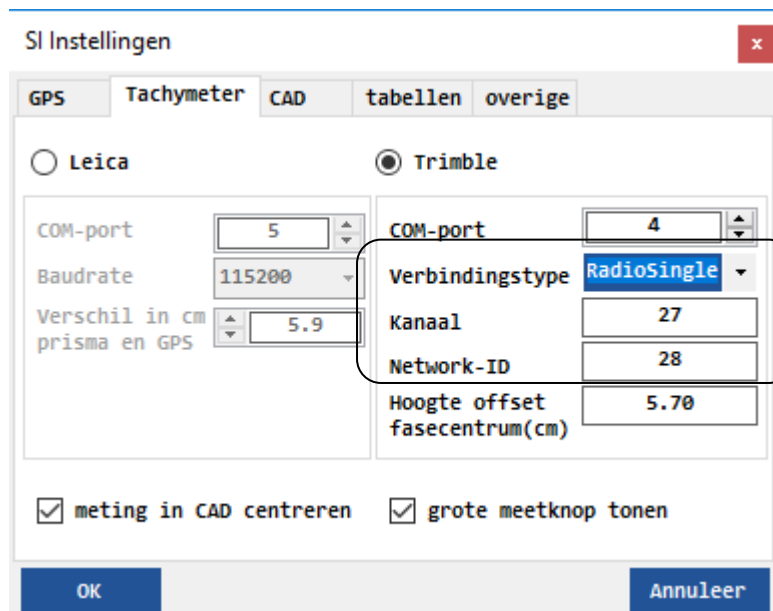 SI Instellingen
x
GPS Tachymeter CAD tabellen overige
Leica
Trimble
COM-port 5
Baudrate 115200
Verschil in cm 5.9
prisma en GPS
COM-port 4
Verbindingstype RadioSingle
Kanaal 27
Network-ID 28
Hoogte offset 5.70
fasecentrum(cm)
meting in CAD centreren
grote meetknop tonen
OK
Annuleer